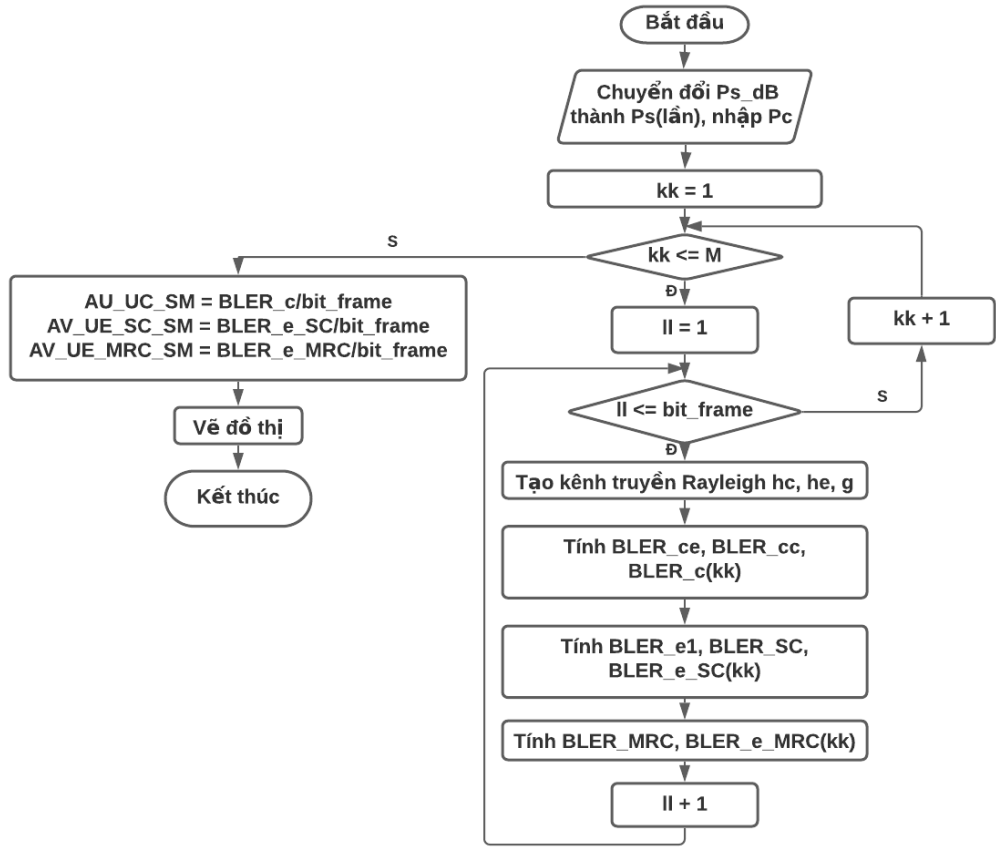 Bắt đầu
Chuyển đổi Ps_dB
thành Ps(lần), nhập Pc
kk = 1
kk <= M
S
Đ
AU_UC_SM = BLER_c/bit_frame
AV_UE_SC_SM = BLER_e_SC/bit_frame
AV_UE_MRC_SM = BLER_e_MRC/bit_frame
Vẽ đồ thị
Kết thúc
ll = 1
kk + 1
ll <= bit_frame
S
Đ
Tạo kênh truyền Rayleigh hc, he, g
Tính BLER_ce, BLER_cc,
BLER_c(kk)
Tính BLER_e1, BLER_SC,
BLER_e_SC(kk)
Tính BLER_MRC, BLER_e_MRC(kk)
ll + 1